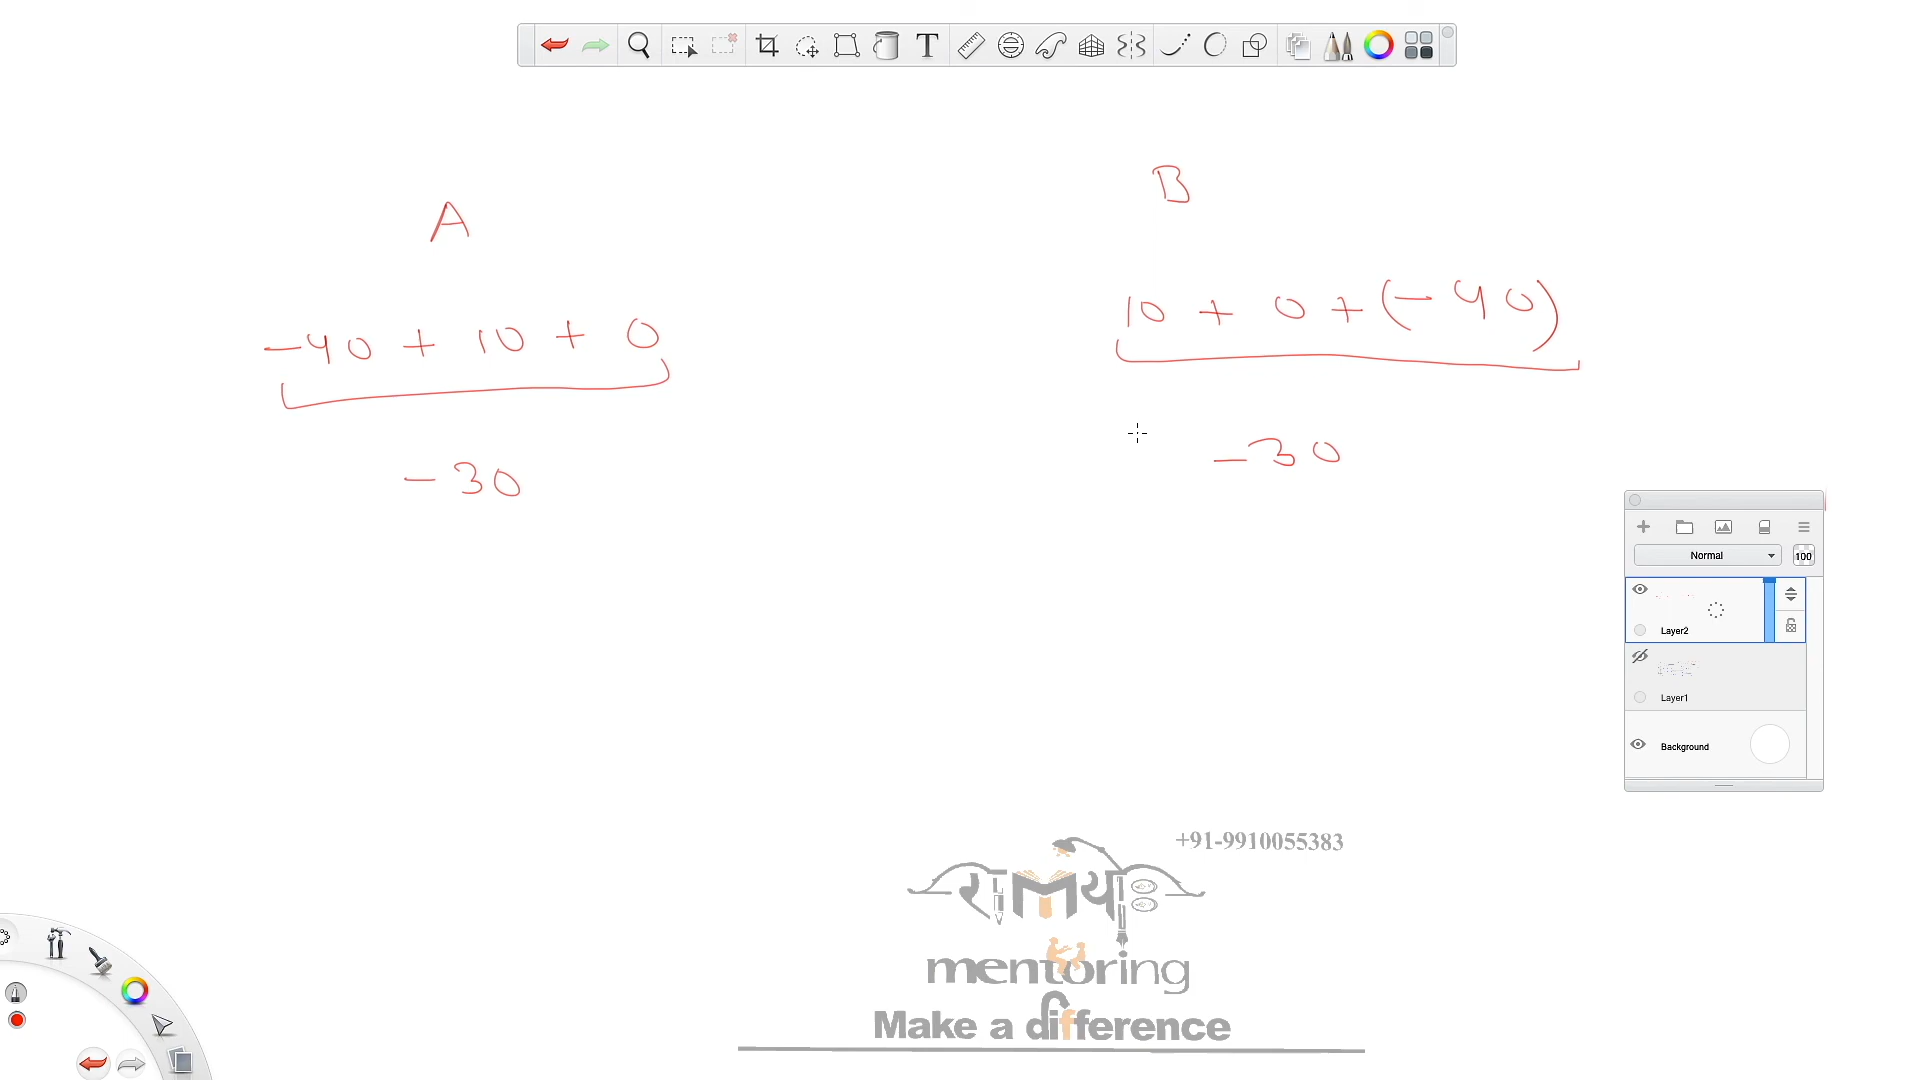 A
-40 + 10 + 0
-30
B
10 + 0 + (-40)
-30
T
Normal
100
Layer2
Layer1
Background
+91-9910055383
mentoring
Make a difference